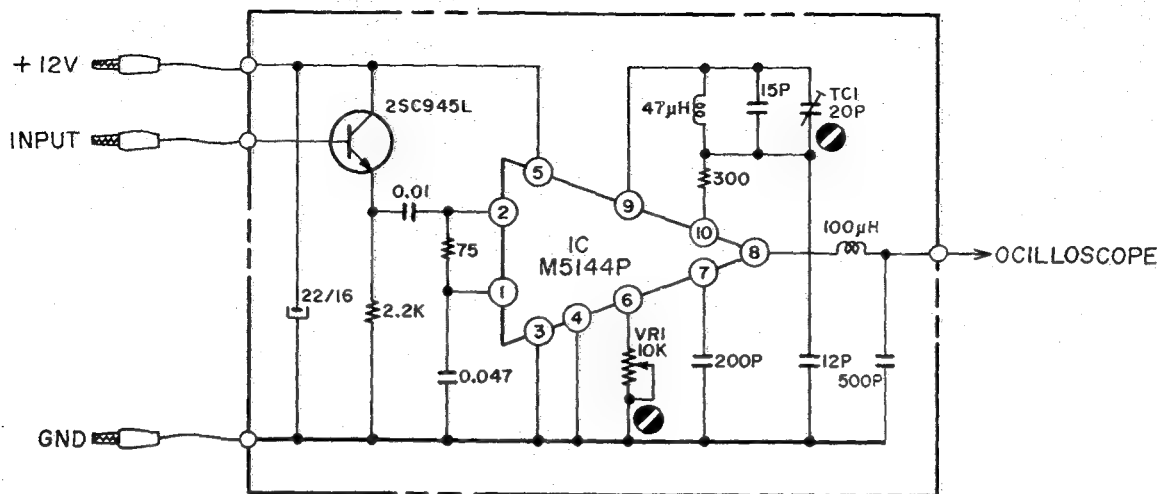 +12V
INPUT
GND
2SC945L
0.01
75
22/16
2.2K
0.047
2
1
5
9
10
8
7
6
4
3
IC
M5144P
47μH
15P
TC1
20P
300
100μH
OCILLOSCOPE
VR1
10K
200P
12P
500P